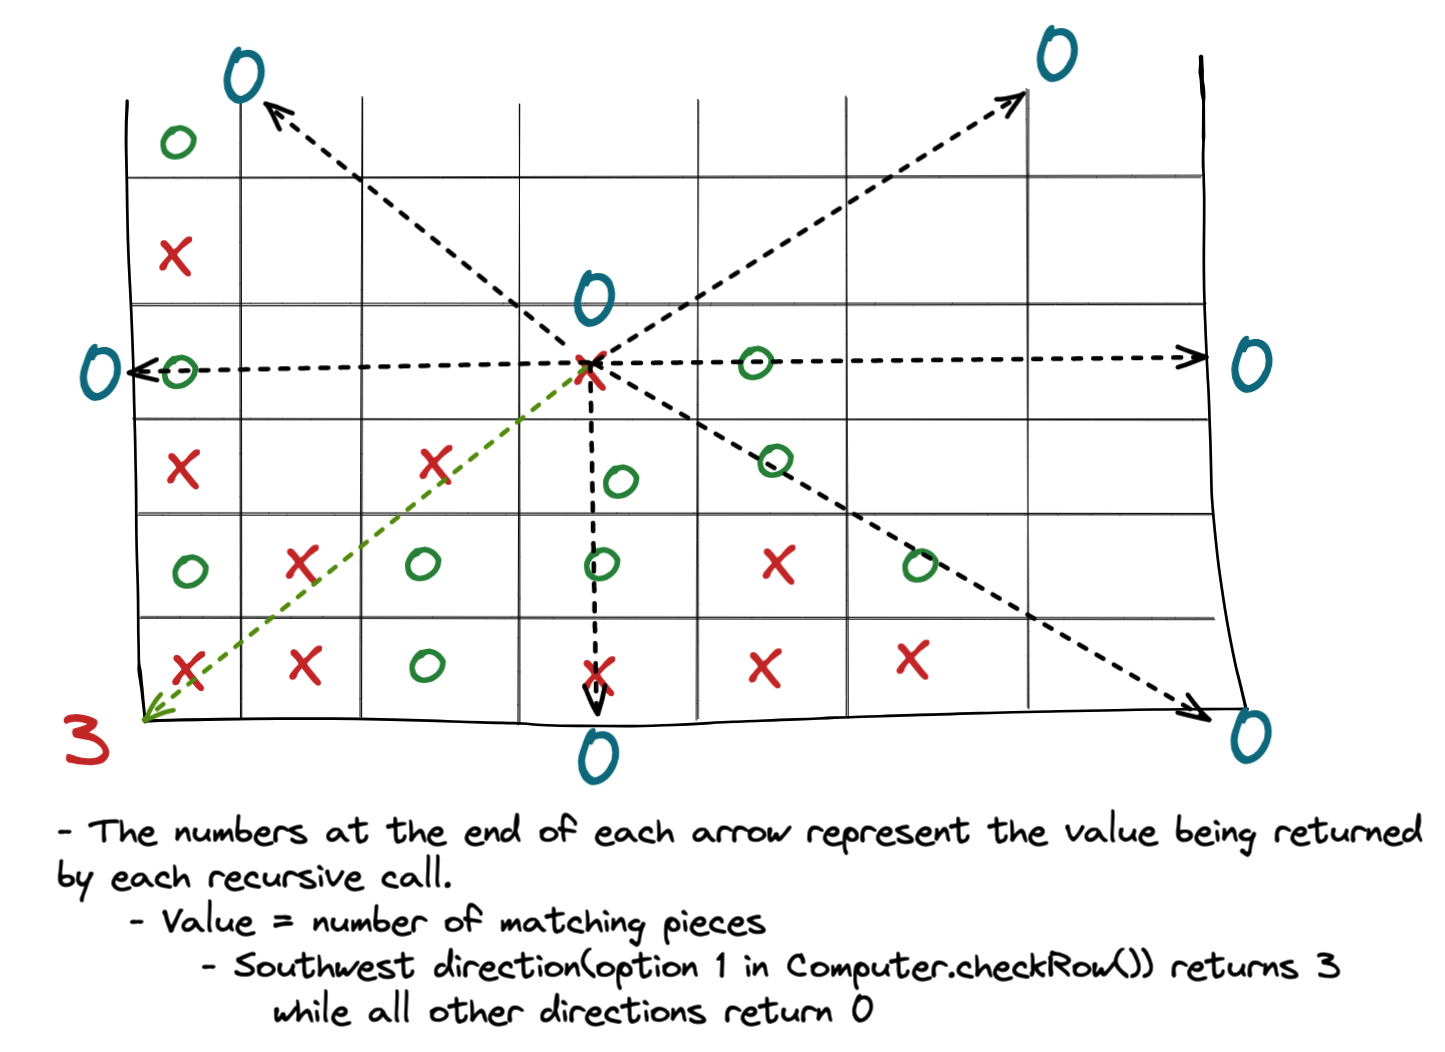 0
0
O
X
0
0
O
X
O
0
X
X
O
O
O
X
O
O
X
O
X
X
O
X
X
X
3
0
0
- The numbers at the end of each arrow represent the value being returned
by each recursive call.
- Value = number of matching pieces
- Southwest direction(option 1 in Computer.checkRow()) returns 3
while all other directions return 0